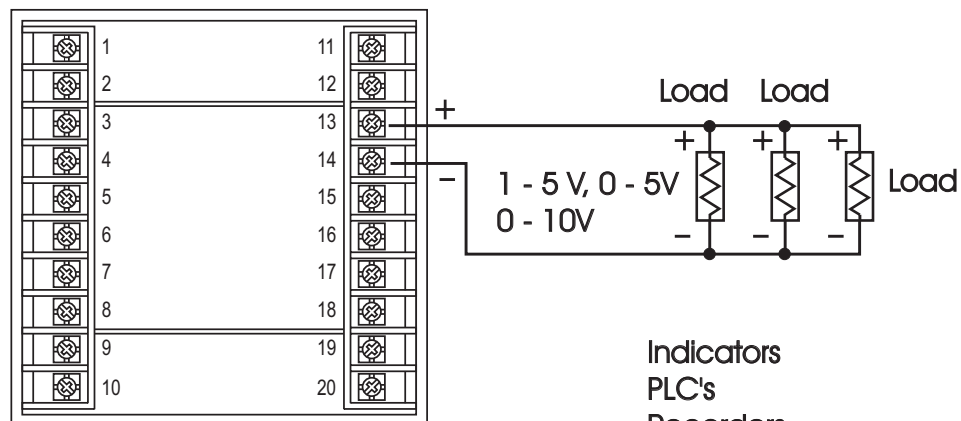 1 11
2 12
3 13 +
4 14 −
5 15
6 16
7 17
8 18
9 19
10 20
Load Load
+ + +
1 - 5 V, 0 - 5V
0 - 10V
Load
− − −
Indicators
PLC's
Recorders